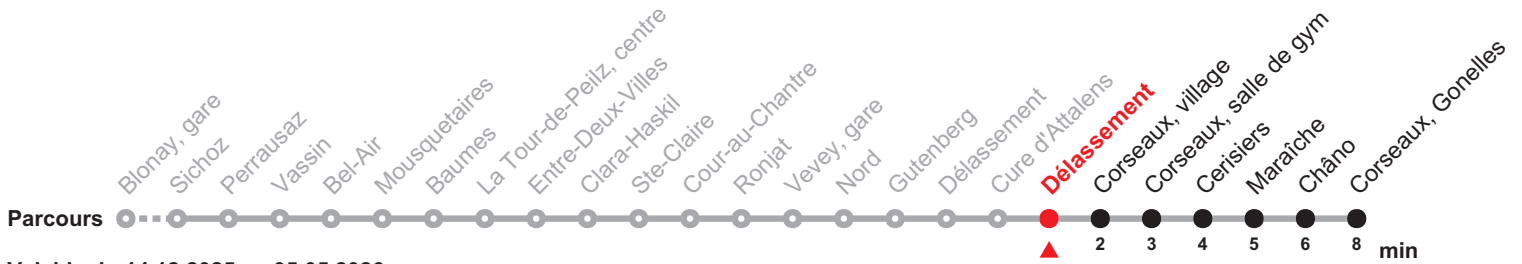 Blonay, gare
Sichoz
Perrausaz
Vassin
Bel-Air
Mousquetaires
Baumes
La Tour-de-Peilz, centre
Entre-Deux-Villes
Clara-Haskil
Ste-Claire
Cour-au-Chantre
Ronjat
Vevey, gare
Nord
Gutenberg
Délassement
Cure d'Attalens
Délassement
Corseaux, village
Corseaux, salle de gym
Cerisiers
Maraîche
Châno
Corseaux, Gonelles
Parcours
2 3 4 5 6 8 min